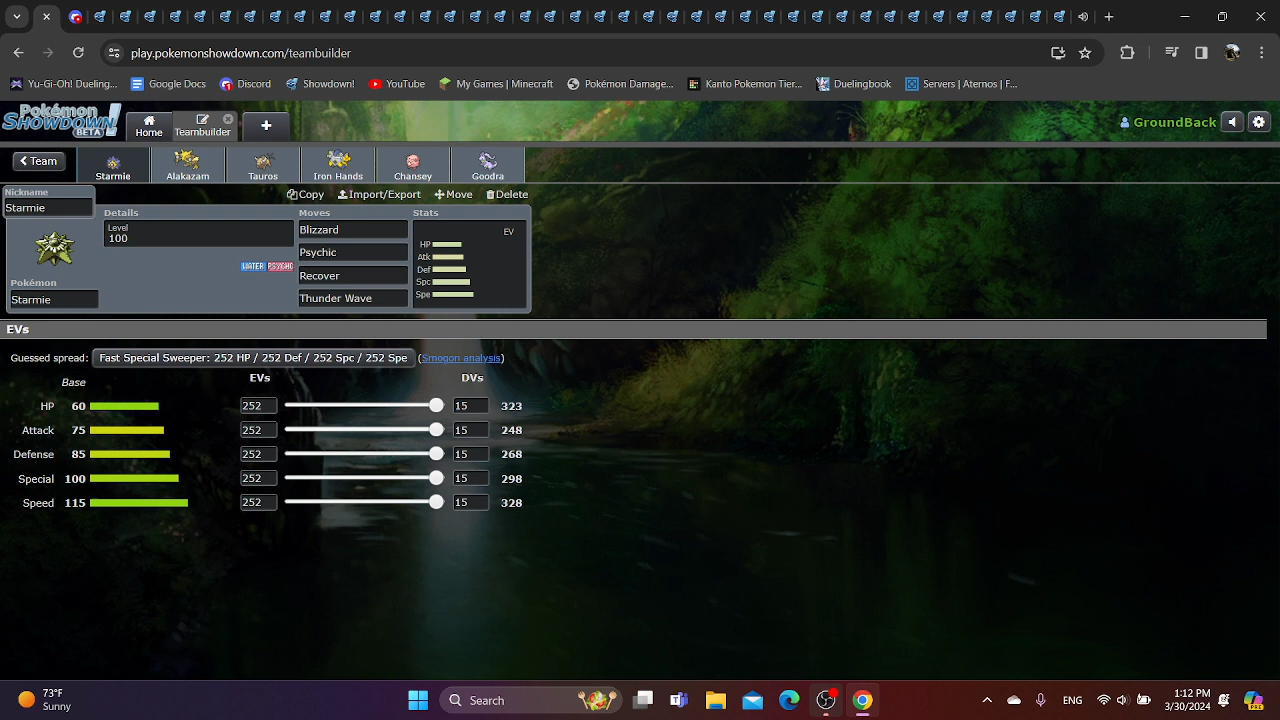 play.pokemonshowdown.com/teambuilder
Yu-Gi-Oh! Dueling...
Google Docs
Discord
Showdown!
YouTube
My Games | Minecraft
Pokémon Damage...
Kanto Pokemon Tier...
Duelingbook
Servers | Aternos | F...
Pokémon
SHOWDOWN!
BETA
Home
Teambuilder
GroundBack
Team
Starmie
Alakazam
Tauros
Iron Hands
Chansey
Goodra
Copy
Import/Export
Move
Delete
Nickname
Starmie
Details
Level
100
WATER PSYCHC
Pokémon
Starmie
Moves
Blizzard
Psychic
Recover
Thunder Wave
Stats
EV
HP
Atk
Def
Spc
Spe
EVs
Guessed spread: Fast Special Sweeper: 252 HP / 252 Def / 252 Spc / 252 Spe (Smogon analysis)
Base EVs DVs
HP 60 252 15 323
Attack 75 252 15 248
Defense 85 252 15 268
Special 100 252 15 298
Speed 115 252 15 328
73°F
Sunny
Search
ENG
1:12 PM
3/30/2024
PRE